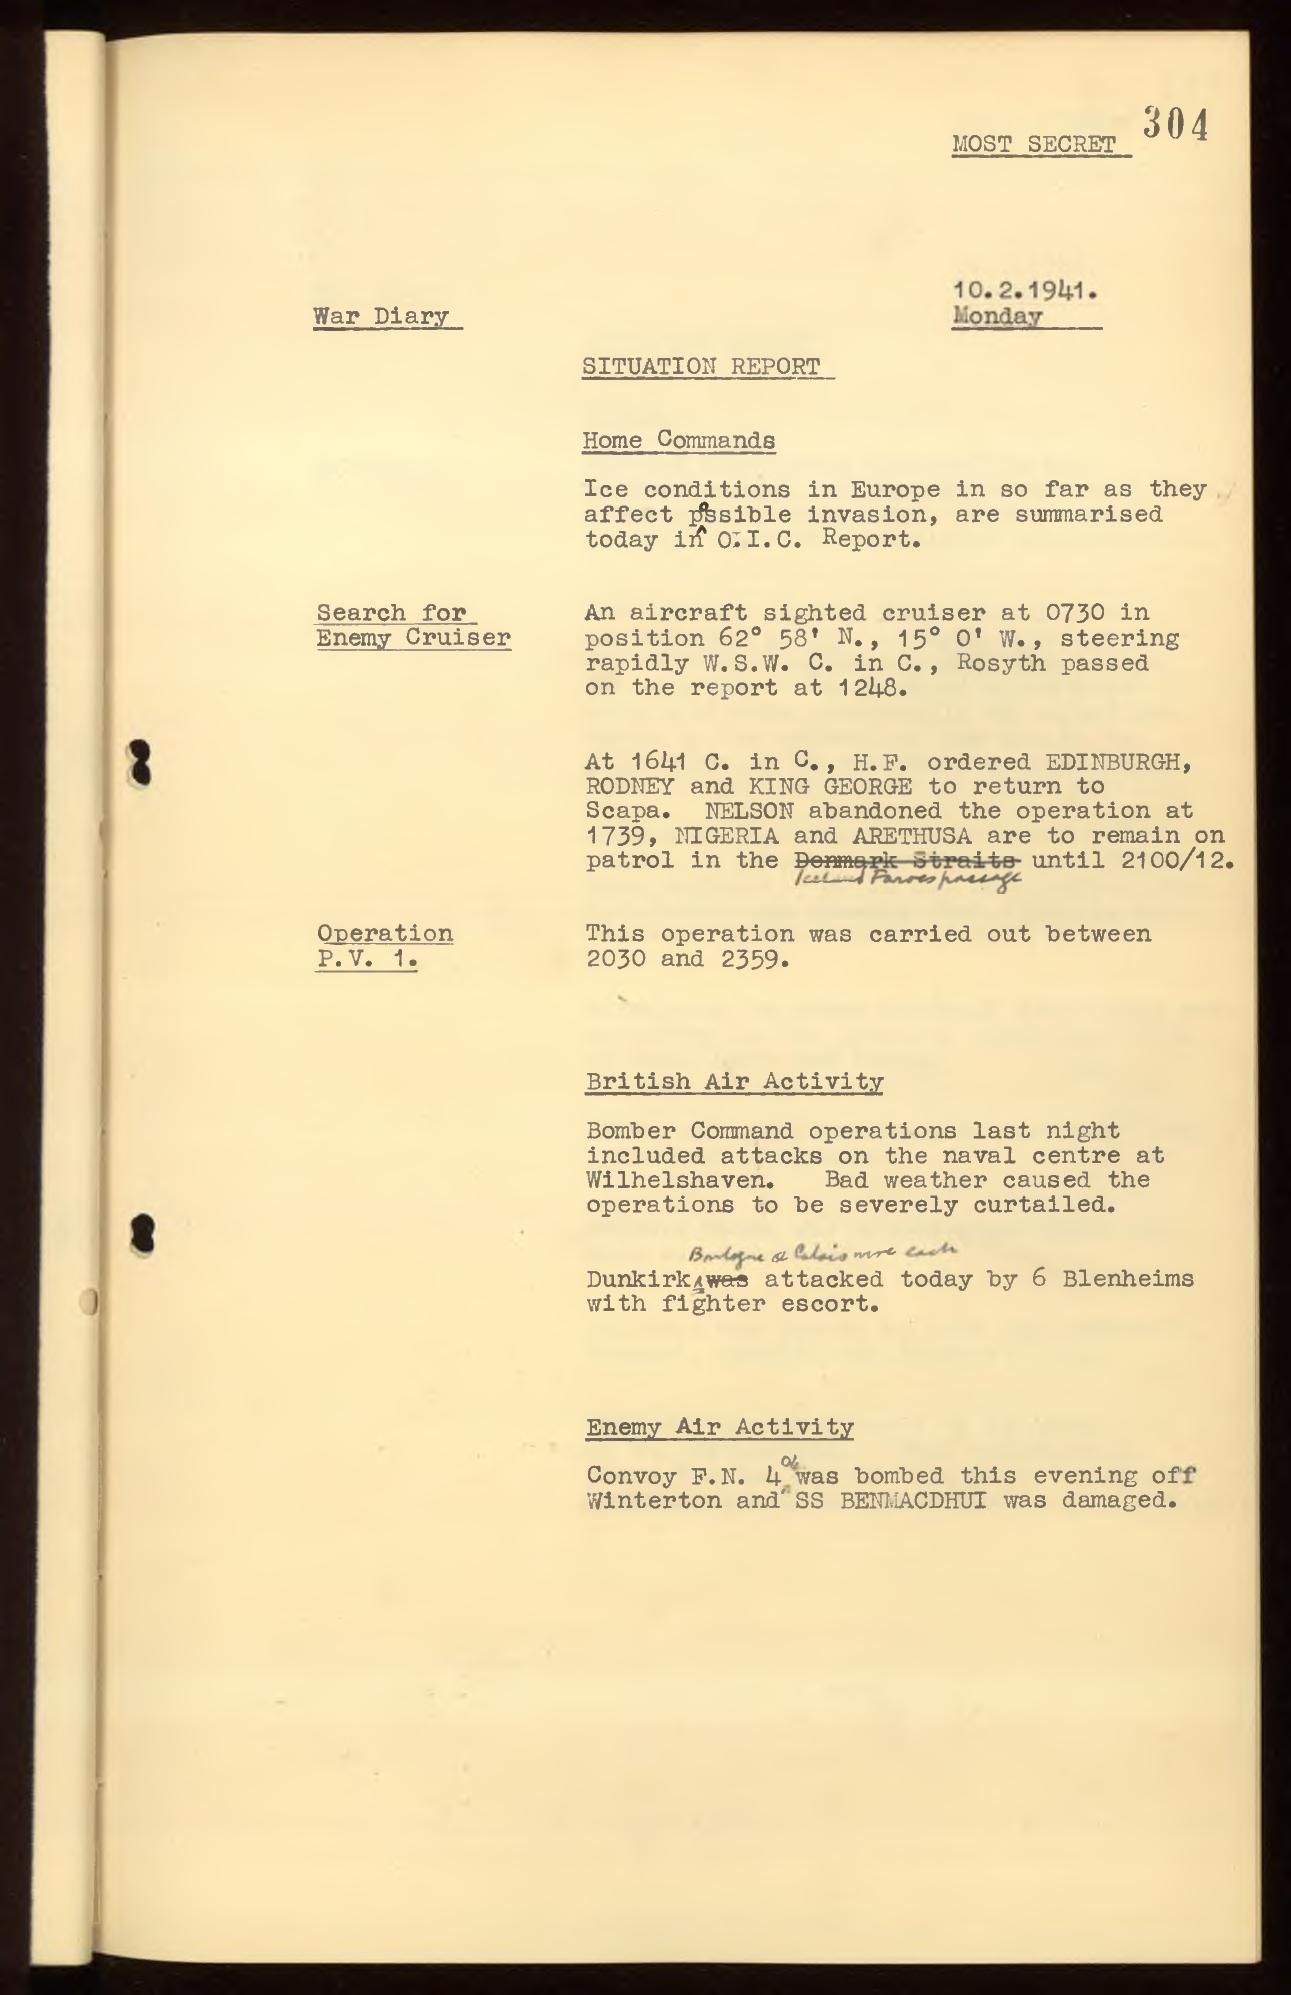 304
MOST SECRET
10.2.1941.
War Diary
Monday
SITUATION REPORT
Home Commands
Ice conditions in Europe in so far as they
affect possible invasion, are summarised
today in O.I.C. Report.
Search for
Enemy Cruiser
An aircraft sighted cruiser at 0730 in
position 62° 58' N., 15° 0' W., steering
rapidly W.S.W. C. in C., Rosyth passed
on the report at 1248.
At 1641 C. in C., H.F. ordered EDINBURGH,
RODNEY and KING GEORGE to return to
Scapa. NELSON abandoned the operation at
1739, NIGERIA and ARETHUSA are to remain on
patrol in the Denmark Straits until 2100/12.
Iceland Faroes passage
Operation
P.V. 1.
This operation was carried out between
2030 and 2359.
British Air Activity
Bomber Command operations last night
included attacks on the naval centre at
Wilhelshaven. Bad weather caused the
operations to be severely curtailed.
Boulogne & Calais were each
Dunkirk, was attacked today by 6 Blenheims
with fighter escort.
Enemy Air Activity
Convoy F.N. 4 was bombed this evening off
Winterton and SS BENMACDHUI was damaged.